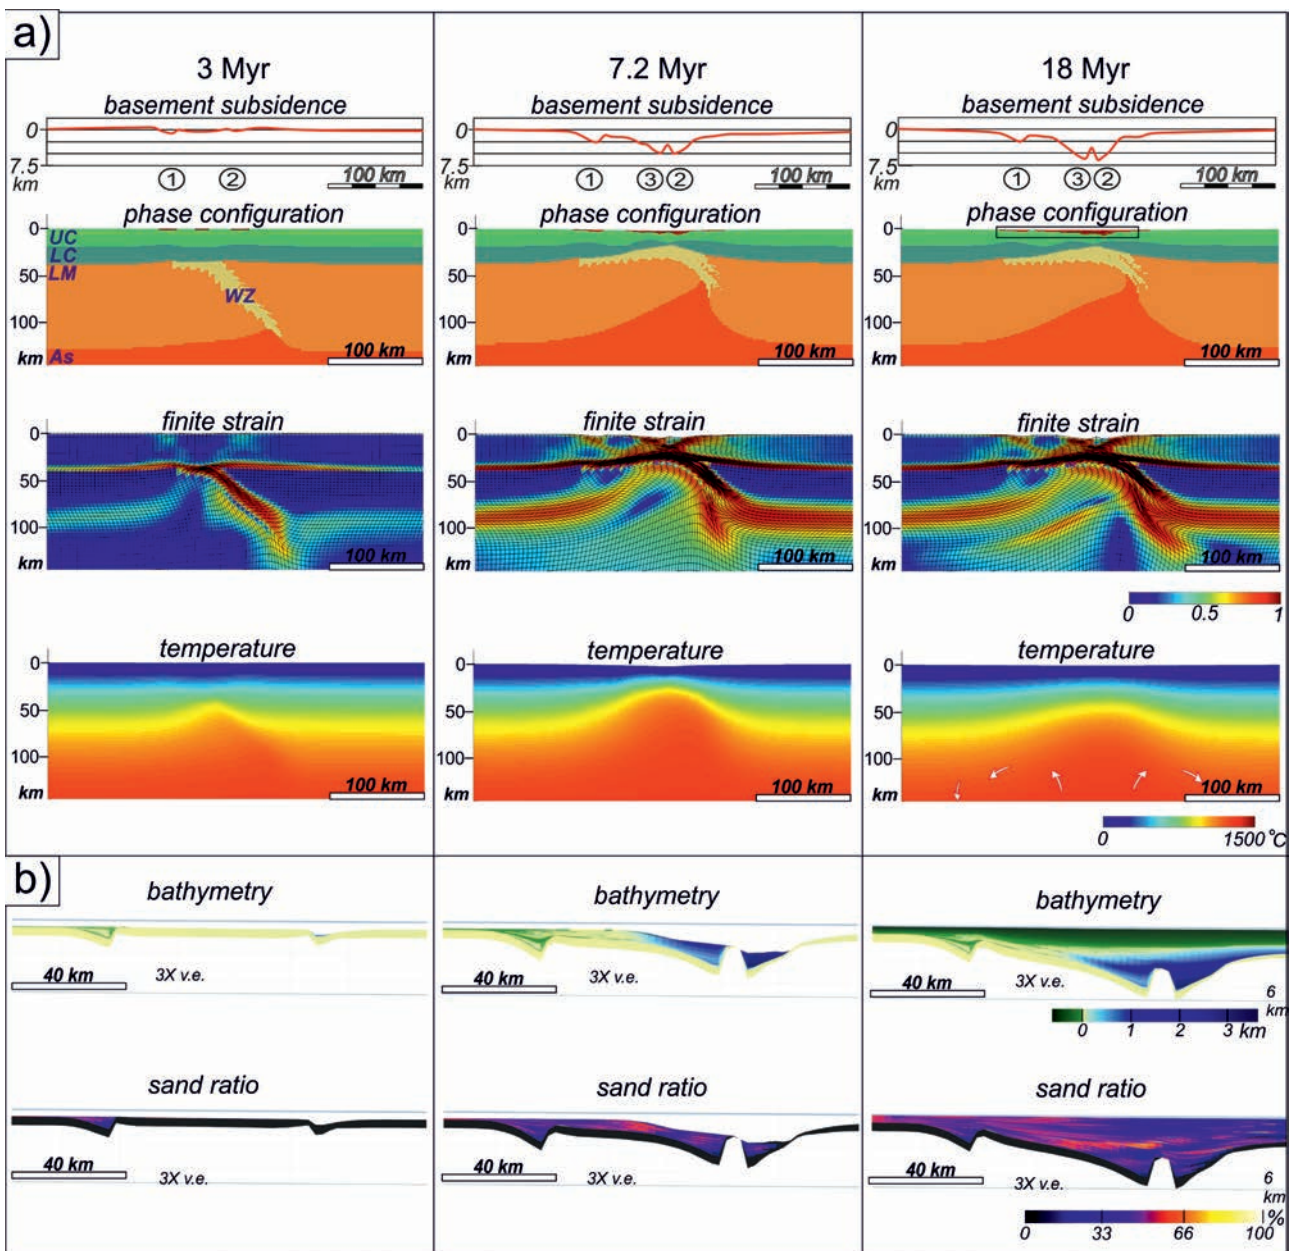 a)
3 Myr
7.2 Myr
18 Myr
basement subsidence
basement subsidence
basement subsidence
0
7.5
km
1 2
100 km
0
7.5
km
1 3 2
100 km
0
7.5
km
1 3 2
100 km
phase configuration
phase configuration
phase configuration
0
50
100
km
UC
LC
LM
WZ
As
100 km
0
50
100
km
100 km
0
50
100
km
100 km
finite strain
finite strain
finite strain
0
50
100
km
100 km
0
50
100
km
100 km
0
50
100
km
100 km
0 0.5 1
temperature
temperature
temperature
0
50
100
km
100 km
0
50
100
km
100 km
0
50
100
km
100 km
0 1500 °C
b)
bathymetry
bathymetry
bathymetry
40 km
3X v.e.
40 km
3X v.e.
40 km
3X v.e.
6
km
0 1 2 3 km
sand ratio
sand ratio
sand ratio
40 km
3X v.e.
40 km
3X v.e.
40 km
3X v.e.
6
km
0 33 66 100 %